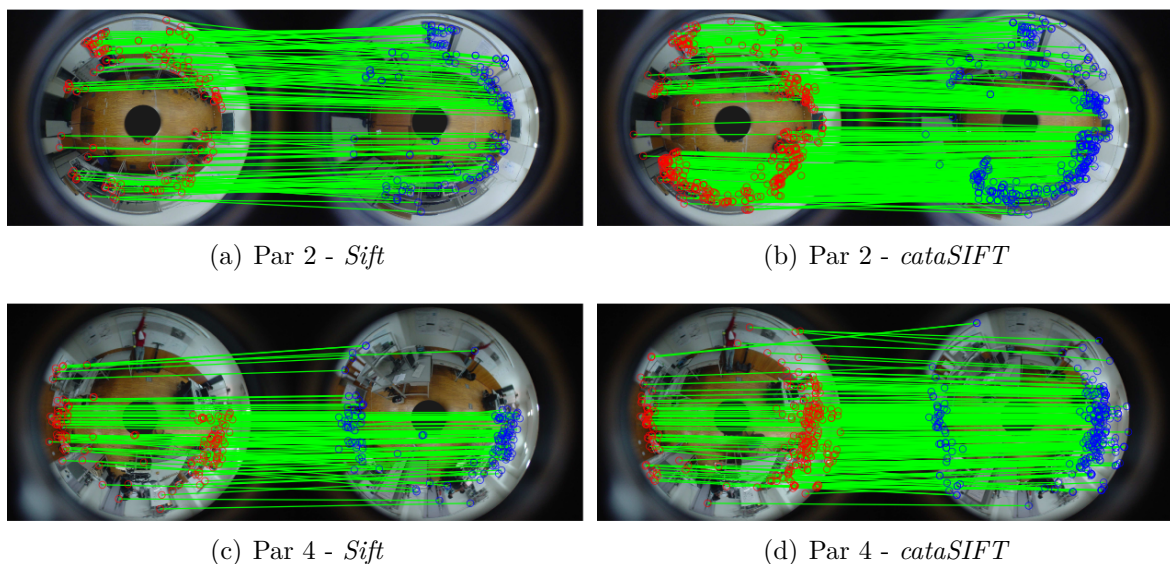 (a) Par 2 - Sift
(b) Par 2 - cataSIFT
(c) Par 4 - Sift
(d) Par 4 - cataSIFT